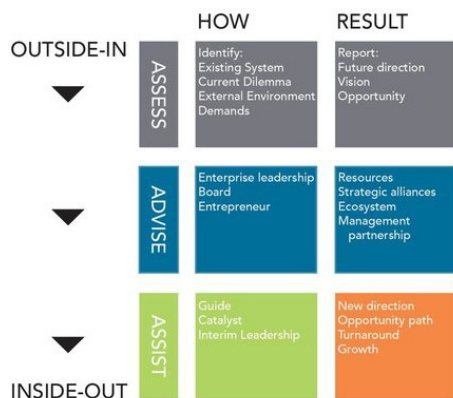 HOW
RESULT
OUTSIDE-IN
ASSESS
Identify:
Existing System
Current Dilemma
External Environment
Demands
Report:
Future direction
Vision
Opportunity
ADVISE
Enterprise leadership
Board
Entrepreneur
Resources
Strategic alliances
Ecosystem
Management
partnership
ASSIST
Guide
Catalyst
Interim Leadership
New direction
Opportunity path
Turnaround
Growth
INSIDE-OUT